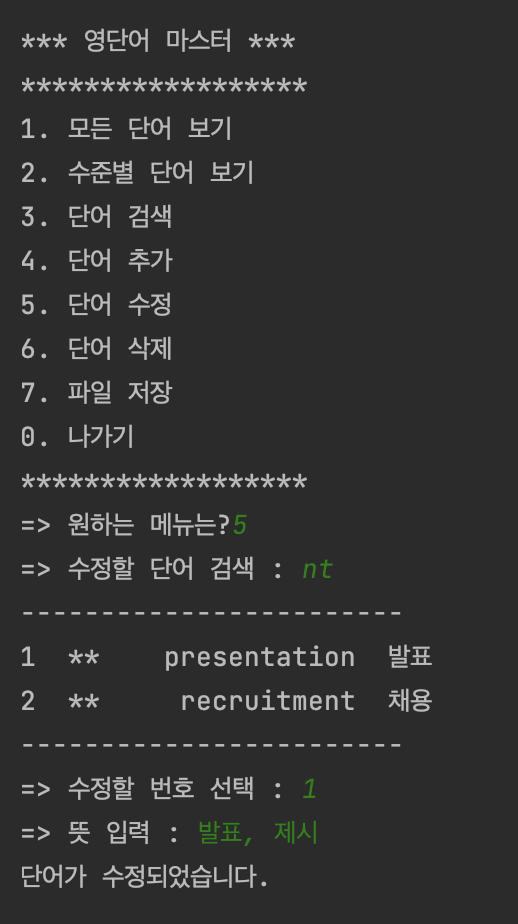 *** 영단어 마스터 ***
******************
1. 모든 단어 보기
2. 수준별 단어 보기
3. 단어 검색
4. 단어 추가
5. 단어 수정
6. 단어 삭제
7. 파일 저장
0. 나가기
******************
=> 원하는 메뉴는?5
=> 수정할 단어 검색 : nt
------------------------
1  **    presentation  발표
2  **     recruitment  채용
------------------------
=> 수정할 번호 선택 : 1
=> 뜻 입력 : 발표, 제시
단어가 수정되었습니다.